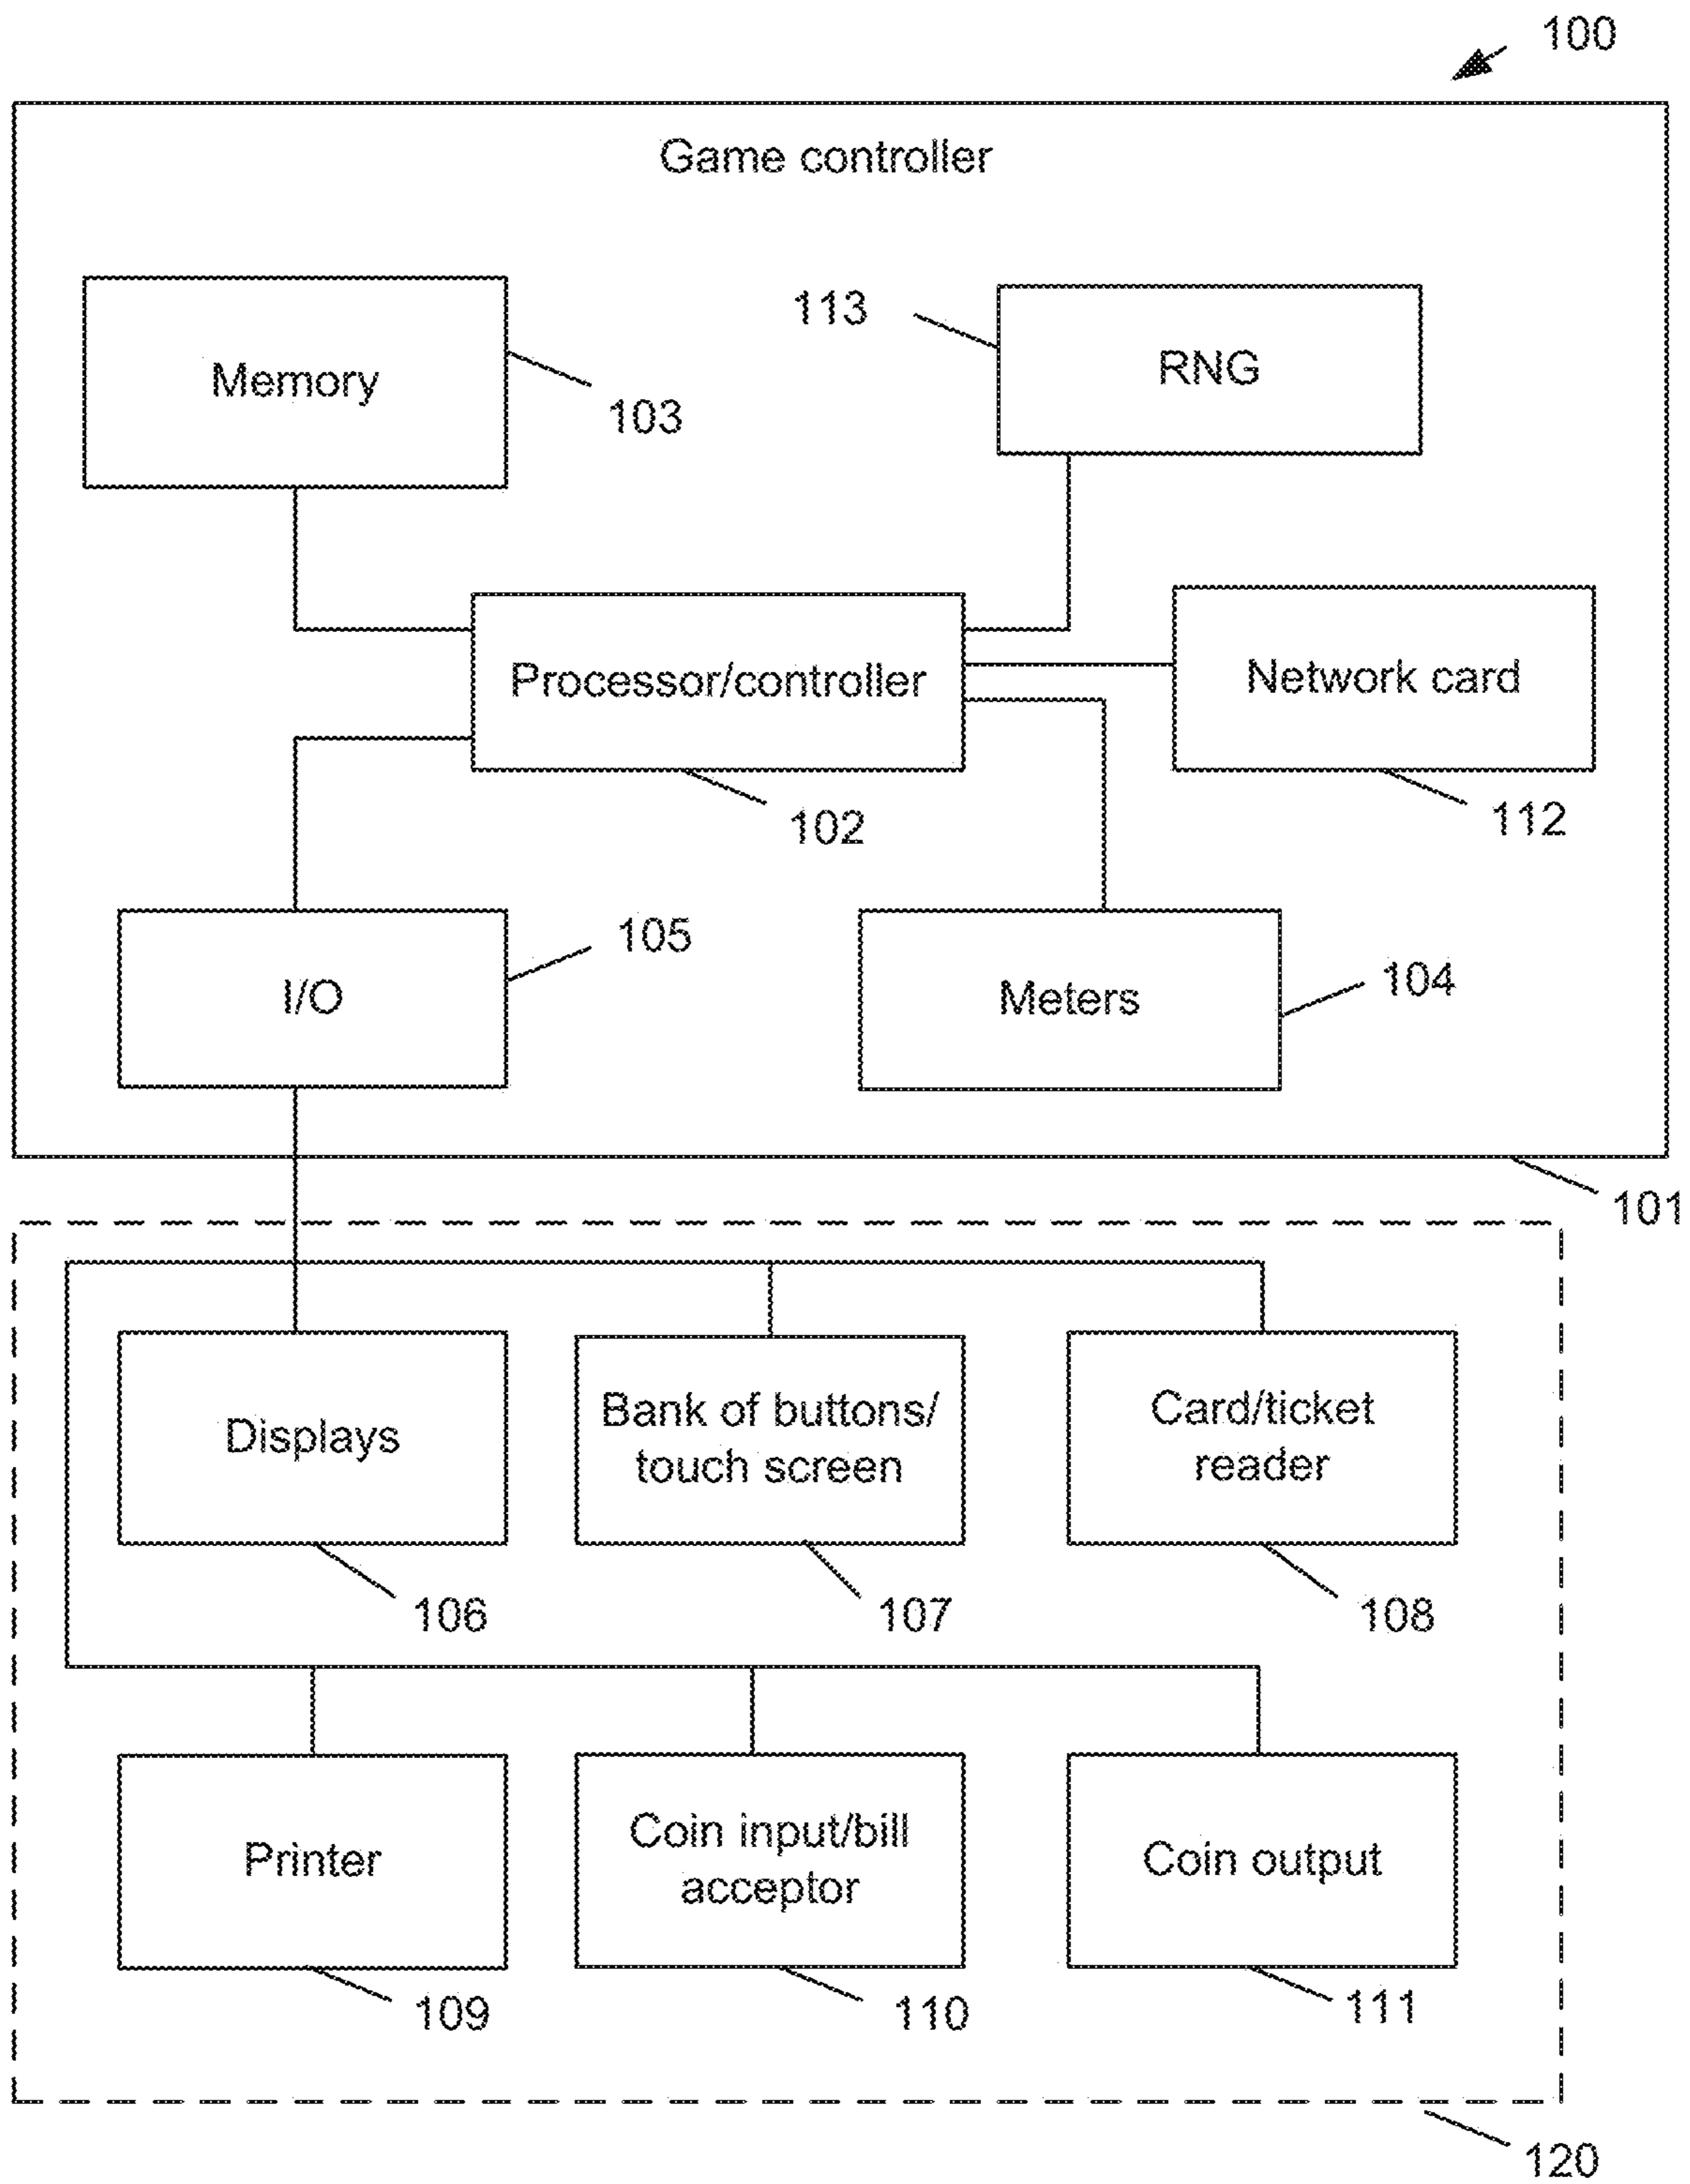 100
Game controller
113
Memory
RNG
103
Processor/controller
Network card
102
112
105
I/O
104
Meters
101
Displays
Bank of buttons/
touch screen
Card/ticket
reader
106
107
108
Printer
Coin input/bill
acceptor
Coin output
109
110
111
120